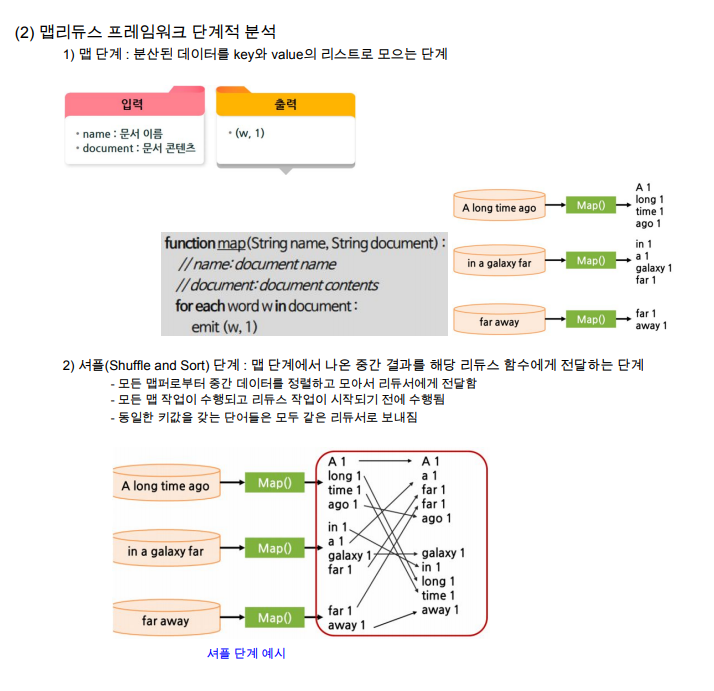 (2) 맵리듀스 프레임워크 단계적 분석
1) 맵 단계 : 분산된 데이터를 key와 value의 리스트로 모으는 단계
입력
• name : 문서 이름
• document : 문서 콘텐츠
출력
• (w, 1)
function map(String name, String document) :
//name: document name
//document: document contents
for each word w in document :
emit (w, 1)
A long time ago
Map()
A 1
long 1
time 1
ago 1
in a galaxy far
Map()
in 1
a 1
galaxy 1
far 1
far away
Map()
far 1
away 1
2) 셔플(Shuffle and Sort) 단계 : 맵 단계에서 나온 중간 결과를 해당 리듀스 함수에게 전달하는 단계
- 모든 맵퍼로부터 중간 데이터를 정렬하고 모아서 리듀서에게 전달함
- 모든 맵 작업이 수행되고 리듀스 작업이 시작되기 전에 수행됨
- 동일한 키값을 갖는 단어들은 모두 같은 리듀서로 보내짐
A long time ago
Map()
A 1
long 1
time 1
ago 1
in a galaxy far
Map()
in 1
a 1
galaxy 1
far 1
far away
Map()
far 1
away 1
A 1
a 1
far 1
far 1
ago 1
galaxy 1
in 1
long 1
time 1
away 1
셔플 단계 예시